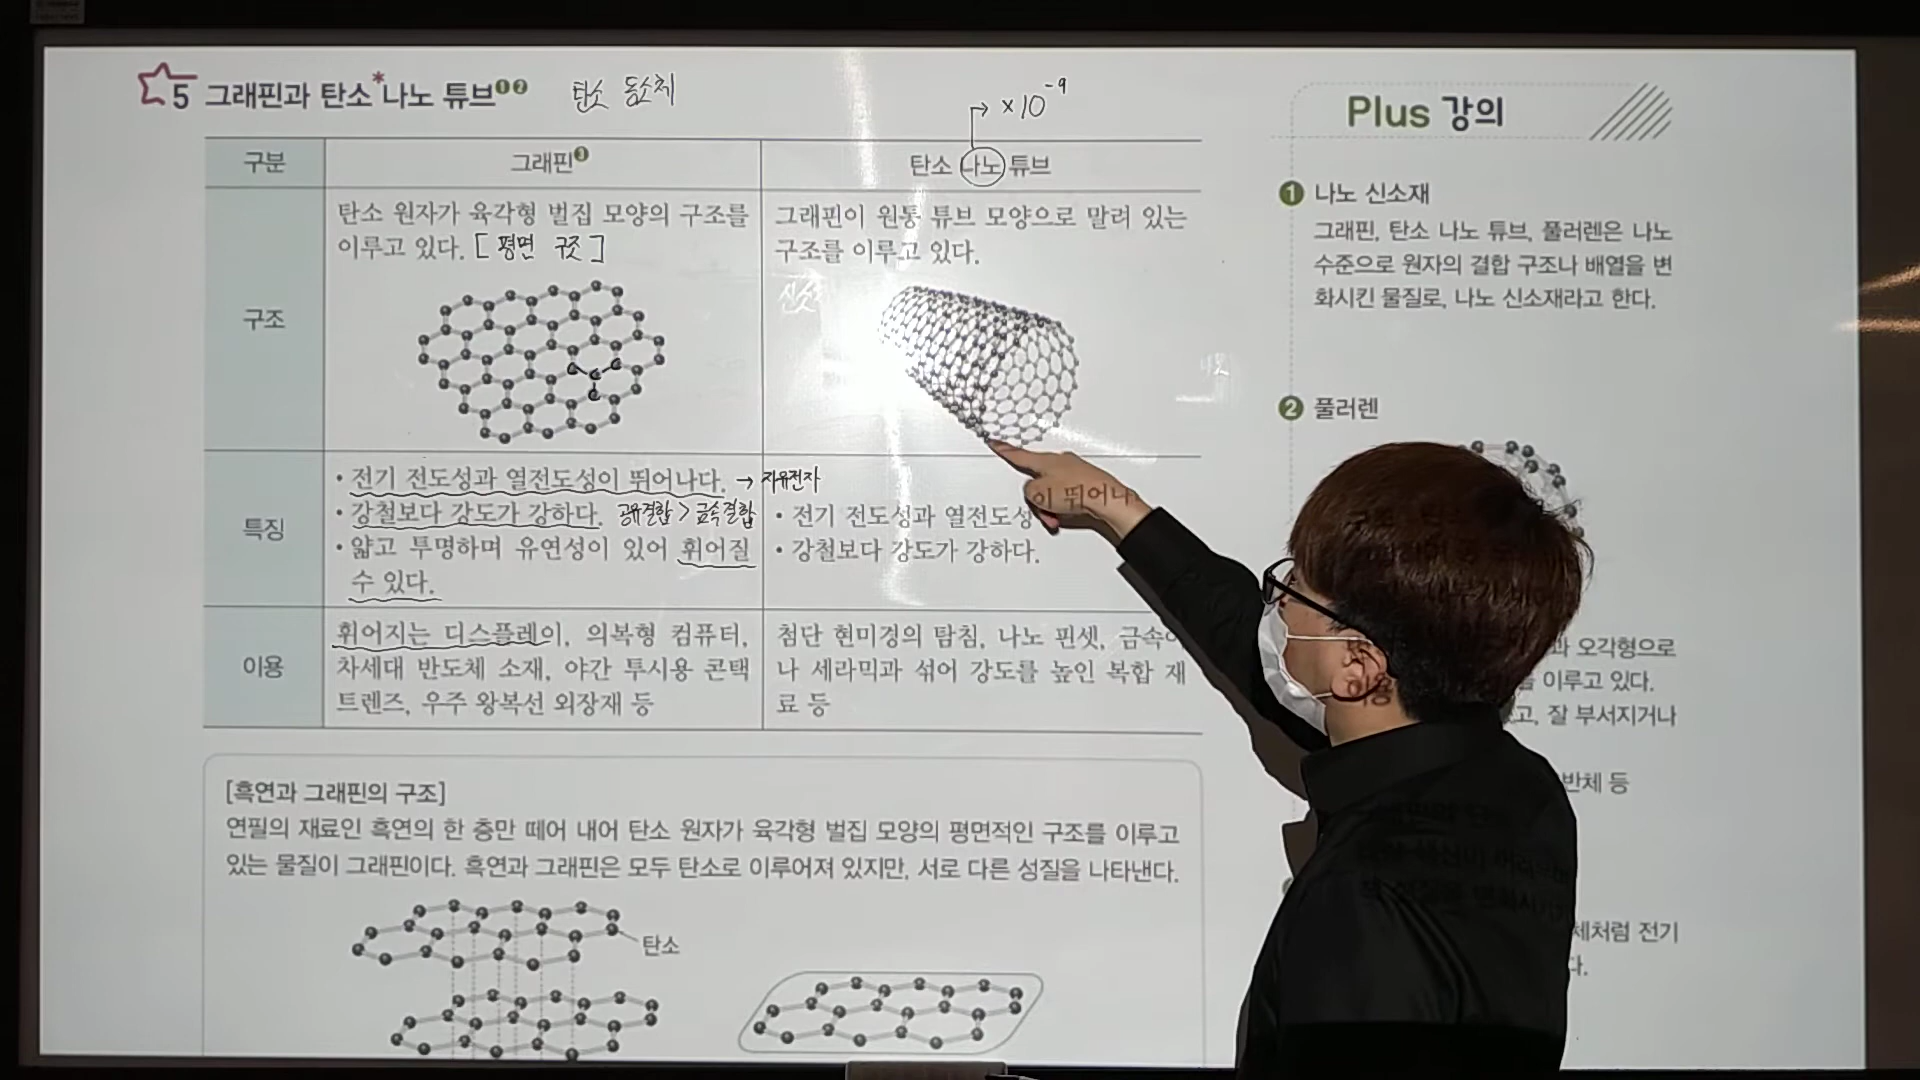 5 그래핀과 탄소*나노 튜브❶❷ 탄소 동소체
→ ×10⁻⁹
구분 그래핀❸ 탄소 나노 튜브
구조
탄소 원자가 육각형 벌집 모양의 구조를
이루고 있다. [평면 구조]
그래핀이 원통 튜브 모양으로 말려 있는
구조를 이루고 있다.
특징
• 전기 전도성과 열전도성이 뛰어나다. → 자유전자
• 강철보다 강도가 강하다. 공유결합 > 금속결합
• 얇고 투명하며 유연성이 있어 휘어질
수 있다.
• 전기 전도성과 열전도성이 뛰어나
• 강철보다 강도가 강하다.
이용
휘어지는 디스플레이, 의복형 컴퓨터,
차세대 반도체 소재, 야간 투시용 콘택
트렌즈, 우주 왕복선 외장재 등
첨단 현미경의 탐침, 나노 핀셋, 금속이
나 세라믹과 섞어 강도를 높인 복합 재
료 등
[흑연과 그래핀의 구조]
연필의 재료인 흑연의 한 층만 떼어 내어 탄소 원자가 육각형 벌집 모양의 평면적인 구조를 이루고
있는 물질이 그래핀이다. 흑연과 그래핀은 모두 탄소로 이루어져 있지만, 서로 다른 성질을 나타낸다.
탄소
Plus 강의
❶ 나노 신소재
그래핀, 탄소 나노 튜브, 풀러렌은 나노
수준으로 원자의 결합 구조나 배열을 변
화시킨 물질로, 나노 신소재라고 한다.
❷ 풀러렌
과 오각형으로
이루고 있다.
고, 잘 부서지거나
반체 등
체처럼 전기
다.